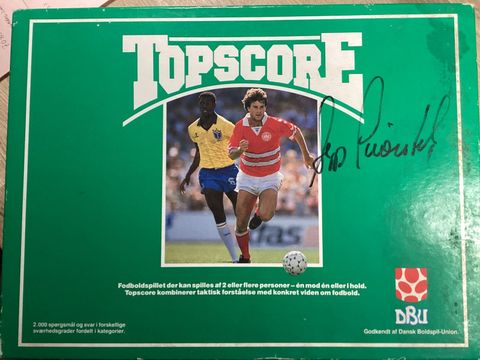 TOPSCORE
Fodboldspillet der kan spilles af 2 eller flere personer – én mod én eller i hold.
Topscore kombinerer taktisk forståelse med konkret viden om fodbold.
2.000 spørgsmål og svar i forskellige
sværhedsgrader fordelt i kategorier.
DBU
Godkendt af Dansk Boldspil-Union.